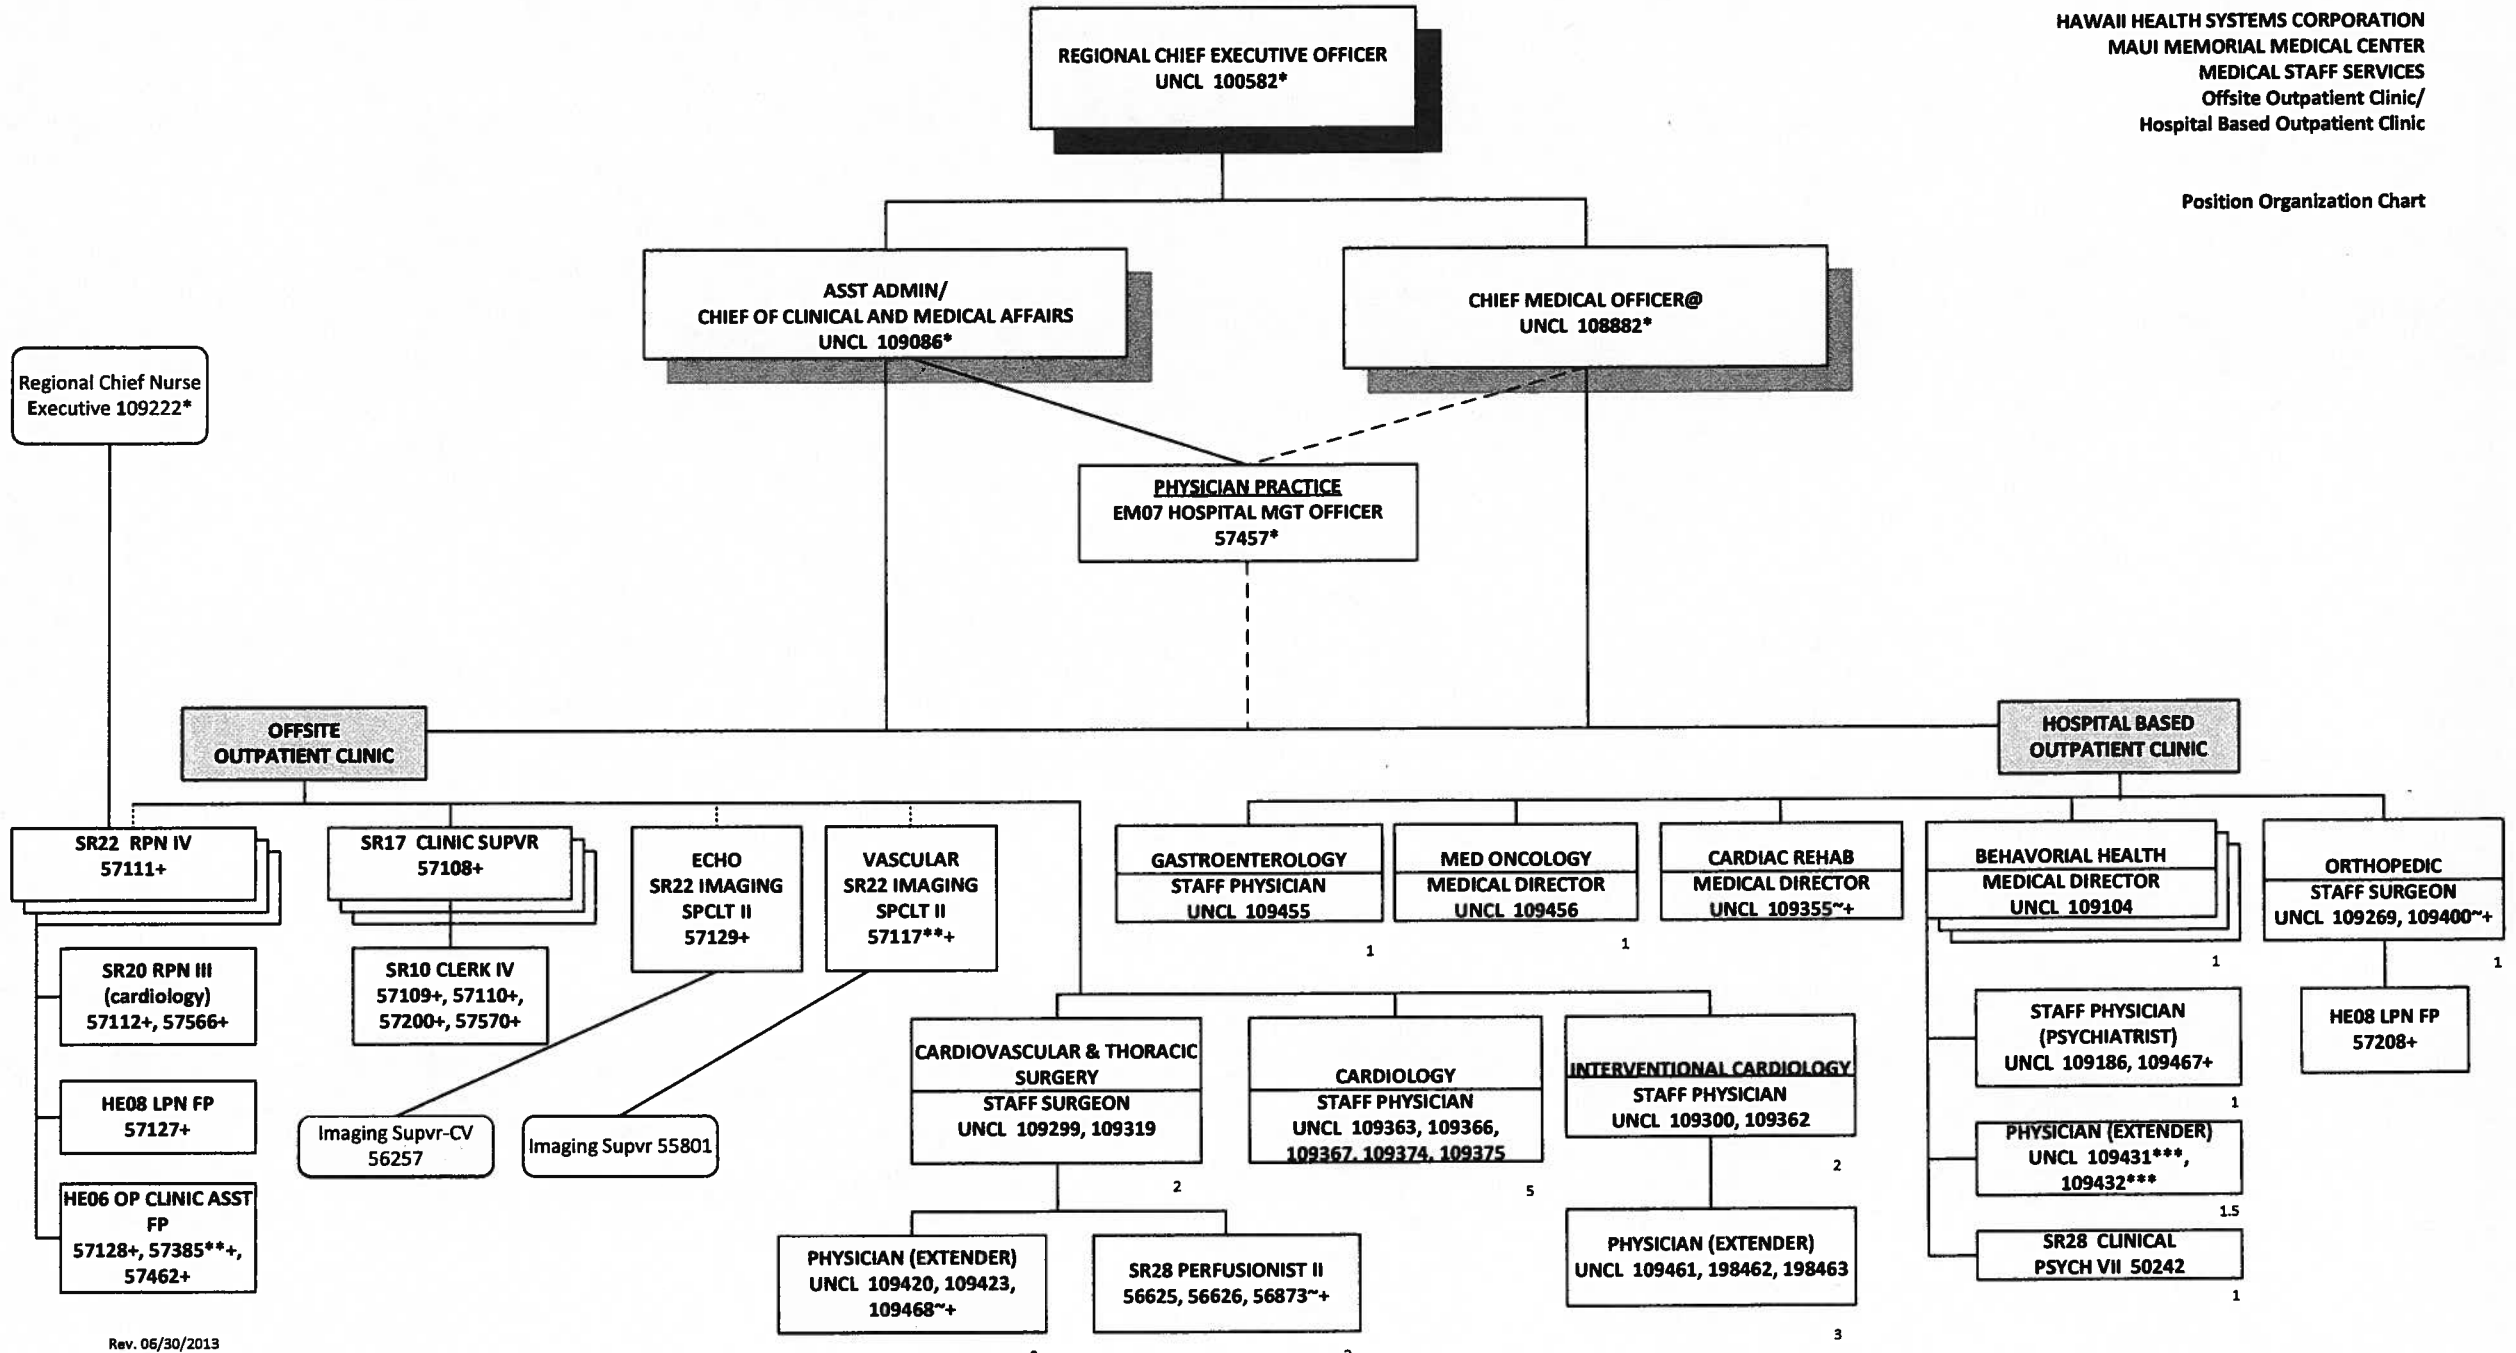 HAWAII HEALTH SYSTEMS CORPORATION
MAUI MEMORIAL MEDICAL CENTER
MEDICAL STAFF SERVICES
Offsite Outpatient Clinic/
Hospital Based Outpatient Clinic
Position Organization Chart
REGIONAL CHIEF EXECUTIVE OFFICER
UNCL 100582*
ASST ADMIN/
CHIEF OF CLINICAL AND MEDICAL AFFAIRS
UNCL 109086*
CHIEF MEDICAL OFFICER@
UNCL 108882*
Regional Chief Nurse
Executive 109222*
PHYSICIAN PRACTICE
EM07 HOSPITAL MGT OFFICER
57457*
OFFSITE
OUTPATIENT CLINIC
HOSPITAL BASED
OUTPATIENT CLINIC
SR22 RPN IV
57111+
SR20 RPN III
(cardiology)
57112+, 57566+
HE08 LPN FP
57127+
HE06 OP CLINIC ASST
FP
57128+, 57385**+,
57462+
SR17 CLINIC SUPVR
57108+
SR10 CLERK IV
57109+, 57110+,
57200+, 57570+
ECHO
SR22 IMAGING
SPCLT II
57129+
VASCULAR
SR22 IMAGING
SPCLT II
57117**+
Imaging Supvr-CV
56257
Imaging Supvr 55801
CARDIOVASCULAR & THORACIC
SURGERY
STAFF SURGEON
UNCL 109299, 109319
2
PHYSICIAN (EXTENDER)
UNCL 109420, 109423,
109468~+
SR28 PERFUSIONIST II
56625, 56626, 56873~+
CARDIOLOGY
STAFF PHYSICIAN
UNCL 109363, 109366,
109367, 109374, 109375
5
INTERVENTIONAL CARDIOLOGY
STAFF PHYSICIAN
UNCL 109300, 109362
2
PHYSICIAN (EXTENDER)
UNCL 109461, 198462, 198463
3
GASTROENTEROLOGY
STAFF PHYSICIAN
UNCL 109455
1
MED ONCOLOGY
MEDICAL DIRECTOR
UNCL 109456
1
CARDIAC REHAB
MEDICAL DIRECTOR
UNCL 109355~+
BEHAVORIAL HEALTH
MEDICAL DIRECTOR
UNCL 109104
1
STAFF PHYSICIAN
(PSYCHIATRIST)
UNCL 109186, 109467+
1
PHYSICIAN (EXTENDER)
UNCL 109431***,
109432***
1.5
SR28 CLINICAL
PSYCH VII 50242
1
ORTHOPEDIC
STAFF SURGEON
UNCL 109269, 109400~+
1
HE08 LPN FP
57208+
Rev. 06/30/2013